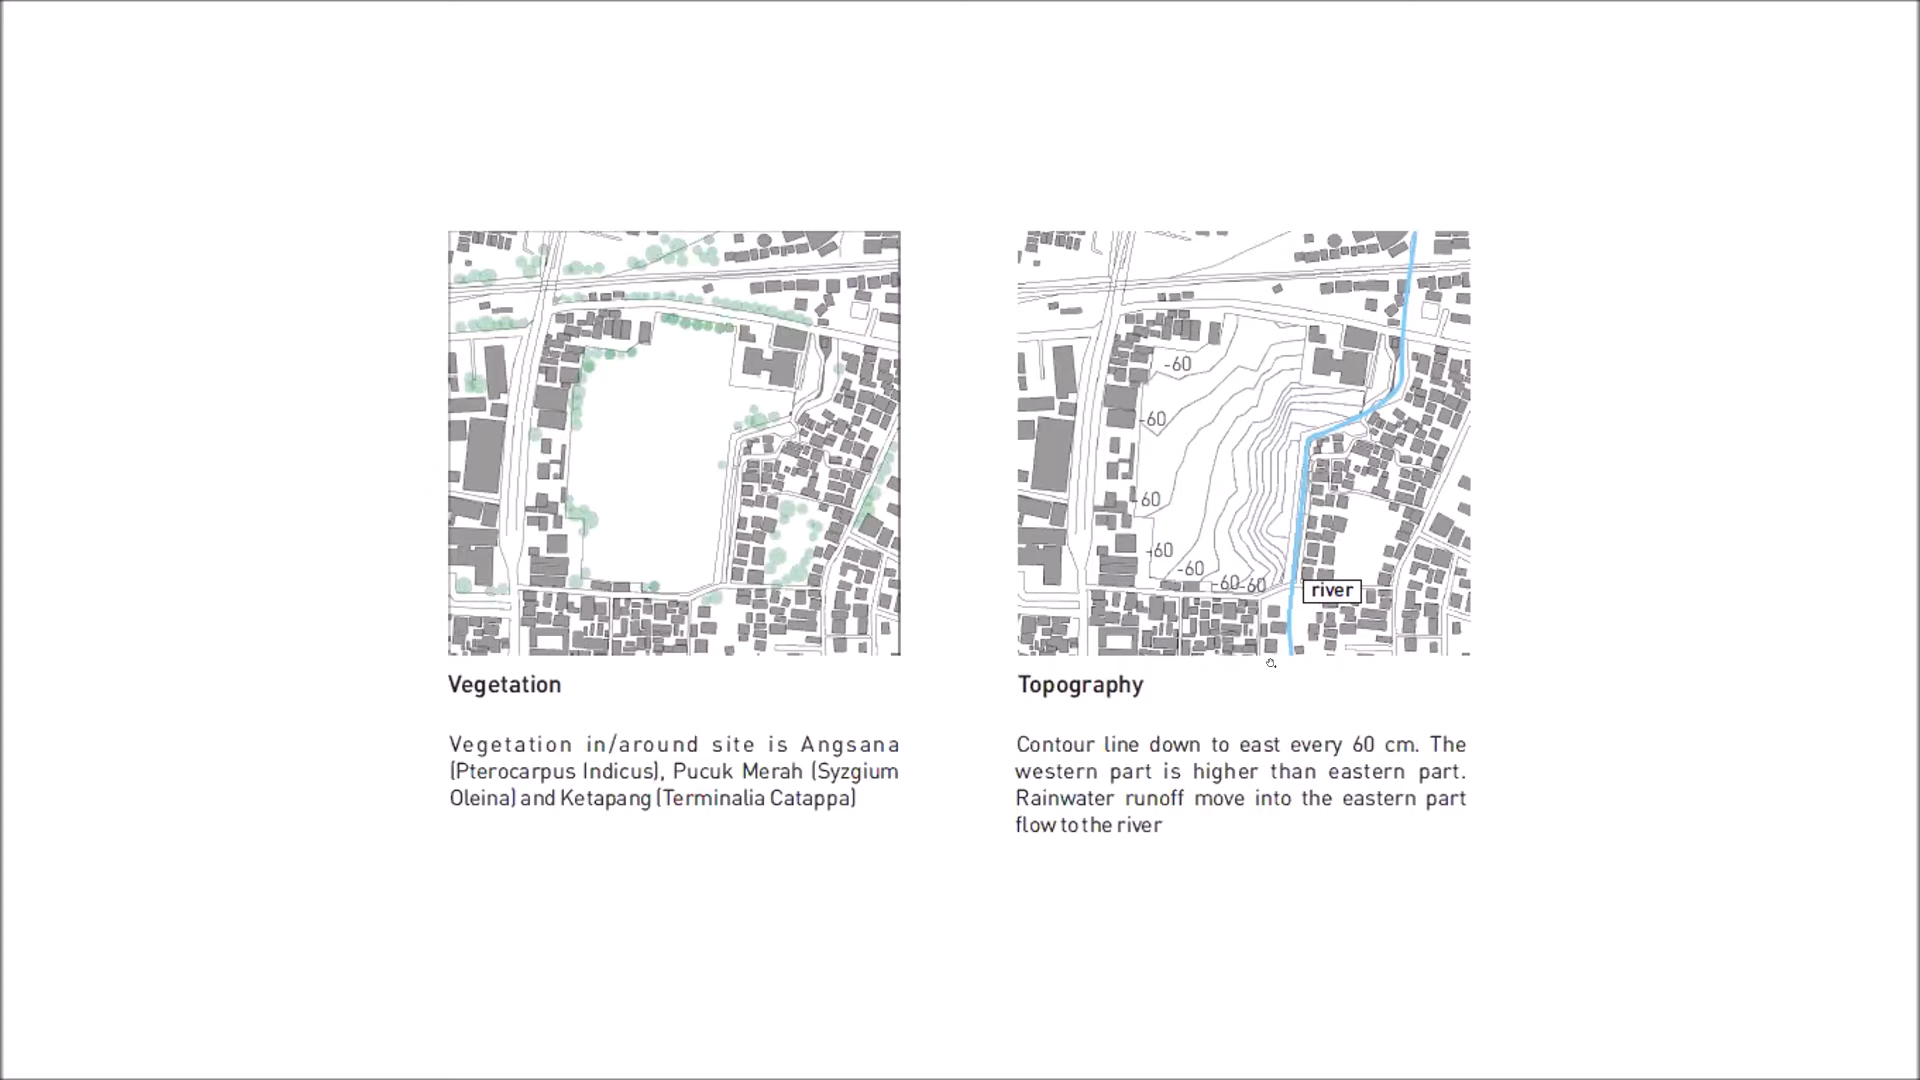 -60
-60
-60
-60
-60
-60
-60
river
Vegetation
Vegetation in/around site is Angsana
(Pterocarpus Indicus), Pucuk Merah (Syzgium
Oleina) and Ketapang (Terminalia Catappa)
Topography
Contour line down to east every 60 cm. The
western part is higher than eastern part.
Rainwater runoff move into the eastern part
flow to the river